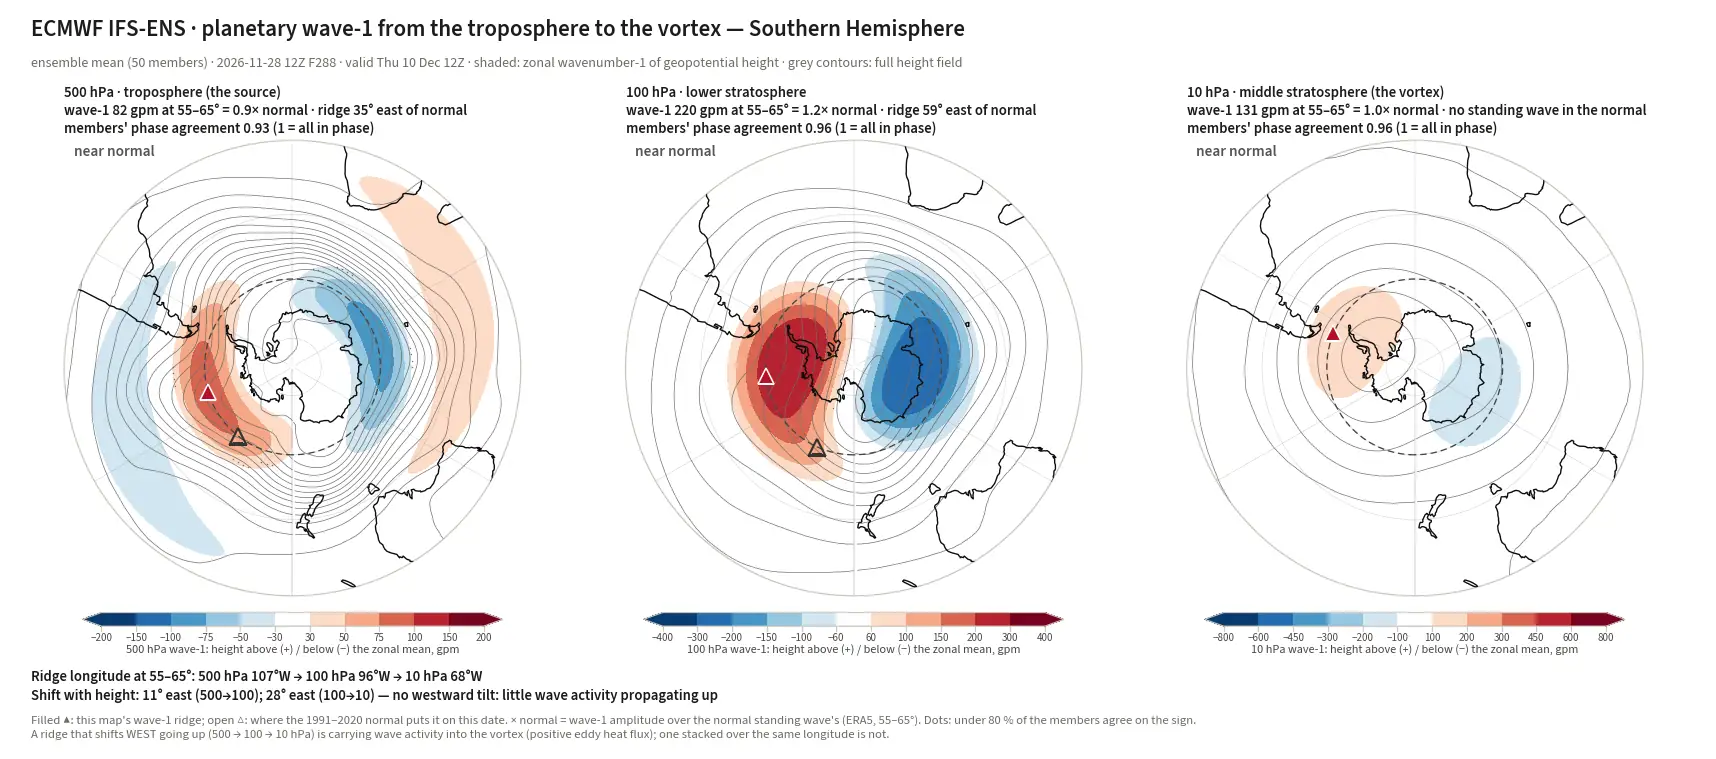 ECMWF IFS-ENS · planetary wave-1 from the troposphere to the vortex — Southern Hemisphere
ensemble mean (50 members) · 2026-11-28 12Z F288 · valid Thu 10 Dec 12Z · shaded: zonal wavenumber-1 of geopotential height · grey contours: full height field
500 hPa · troposphere (the source)
wave-1 82 gpm at 55–65° = 0.9× normal · ridge 35° east of normal
members' phase agreement 0.93 (1 = all in phase)
near normal
100 hPa · lower stratosphere
wave-1 220 gpm at 55–65° = 1.2× normal · ridge 59° east of normal
members' phase agreement 0.96 (1 = all in phase)
near normal
10 hPa · middle stratosphere (the vortex)
wave-1 131 gpm at 55–65° = 1.0× normal · no standing wave in the normal
members' phase agreement 0.96 (1 = all in phase)
near normal
−200 −150 −100 −75 −50 −30 30 50 75 100 150 200
500 hPa wave-1: height above (+) / below (−) the zonal mean, gpm
−400 −300 −200 −150 −100 −60 60 100 150 200 300 400
100 hPa wave-1: height above (+) / below (−) the zonal mean, gpm
−800 −600 −450 −300 −200 −100 100 200 300 450 600 800
10 hPa wave-1: height above (+) / below (−) the zonal mean, gpm
Ridge longitude at 55–65°: 500 hPa 107°W → 100 hPa 96°W → 10 hPa 68°W
Shift with height: 11° east (500→100); 28° east (100→10) — no westward tilt: little wave activity propagating up
Filled ▲: this map's wave-1 ridge; open △: where the 1991–2020 normal puts it on this date. × normal = wave-1 amplitude over the normal standing wave's (ERA5, 55–65°). Dots: under 80 % of the members agree on the sign.
A ridge that shifts WEST going up (500 → 100 → 10 hPa) is carrying wave activity into the vortex (positive eddy heat flux); one stacked over the same longitude is not.